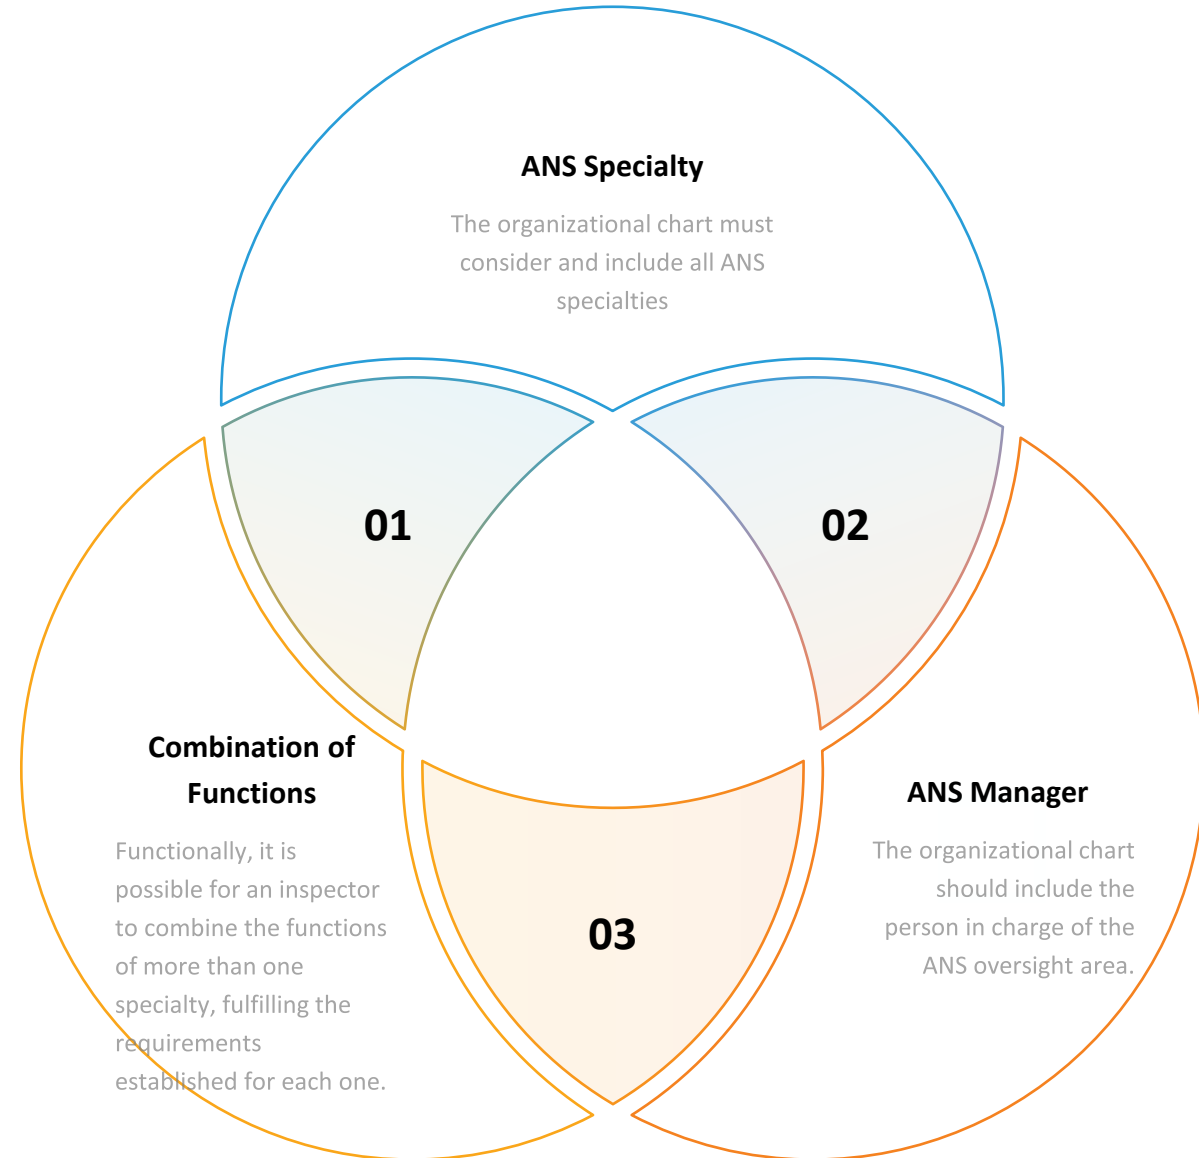 ANS Specialty
The organizational chart must
consider and include all ANS
specialties
01
02
Combination of
Functions
Functionally, it is
possible for an inspector
to combine the functions
of more than one
specialty, fulfilling the
requirements
established for each one.
03
ANS Manager
The organizational chart
should include the
person in charge of the
ANS oversight area.